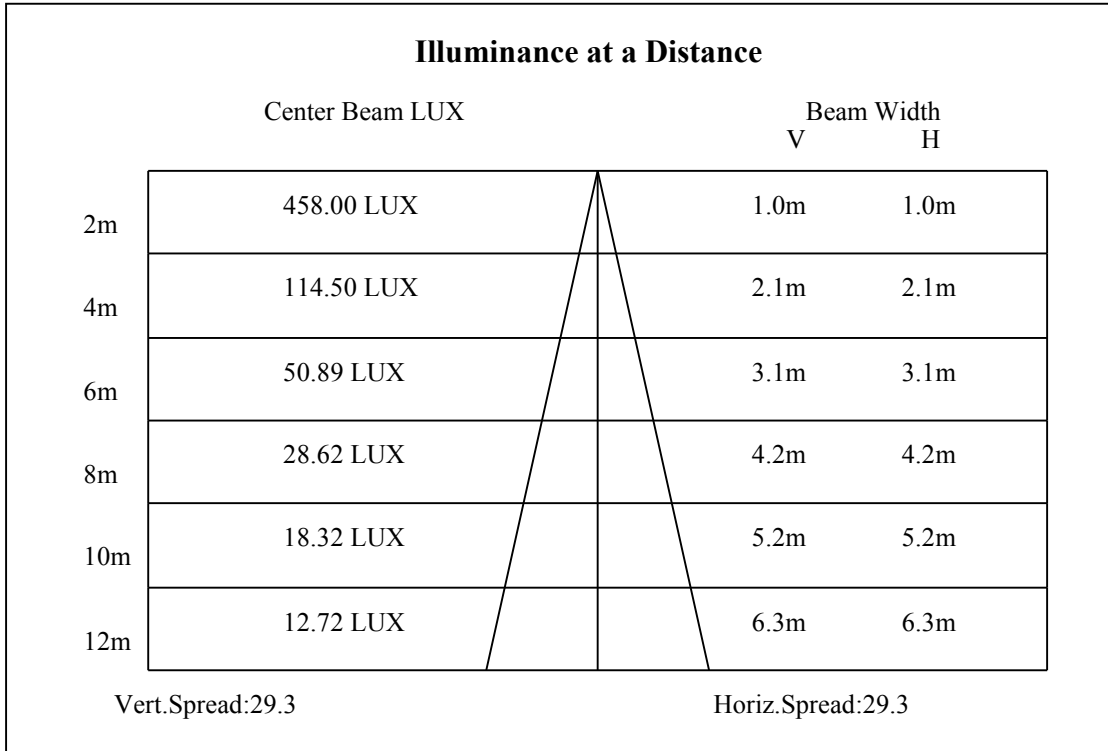 Illuminance at a Distance
Center Beam LUX Beam Width
V H
2m 458.00 LUX 1.0m 1.0m
4m 114.50 LUX 2.1m 2.1m
6m 50.89 LUX 3.1m 3.1m
8m 28.62 LUX 4.2m 4.2m
10m 18.32 LUX 5.2m 5.2m
12m 12.72 LUX 6.3m 6.3m
Vert.Spread:29.3 Horiz.Spread:29.3